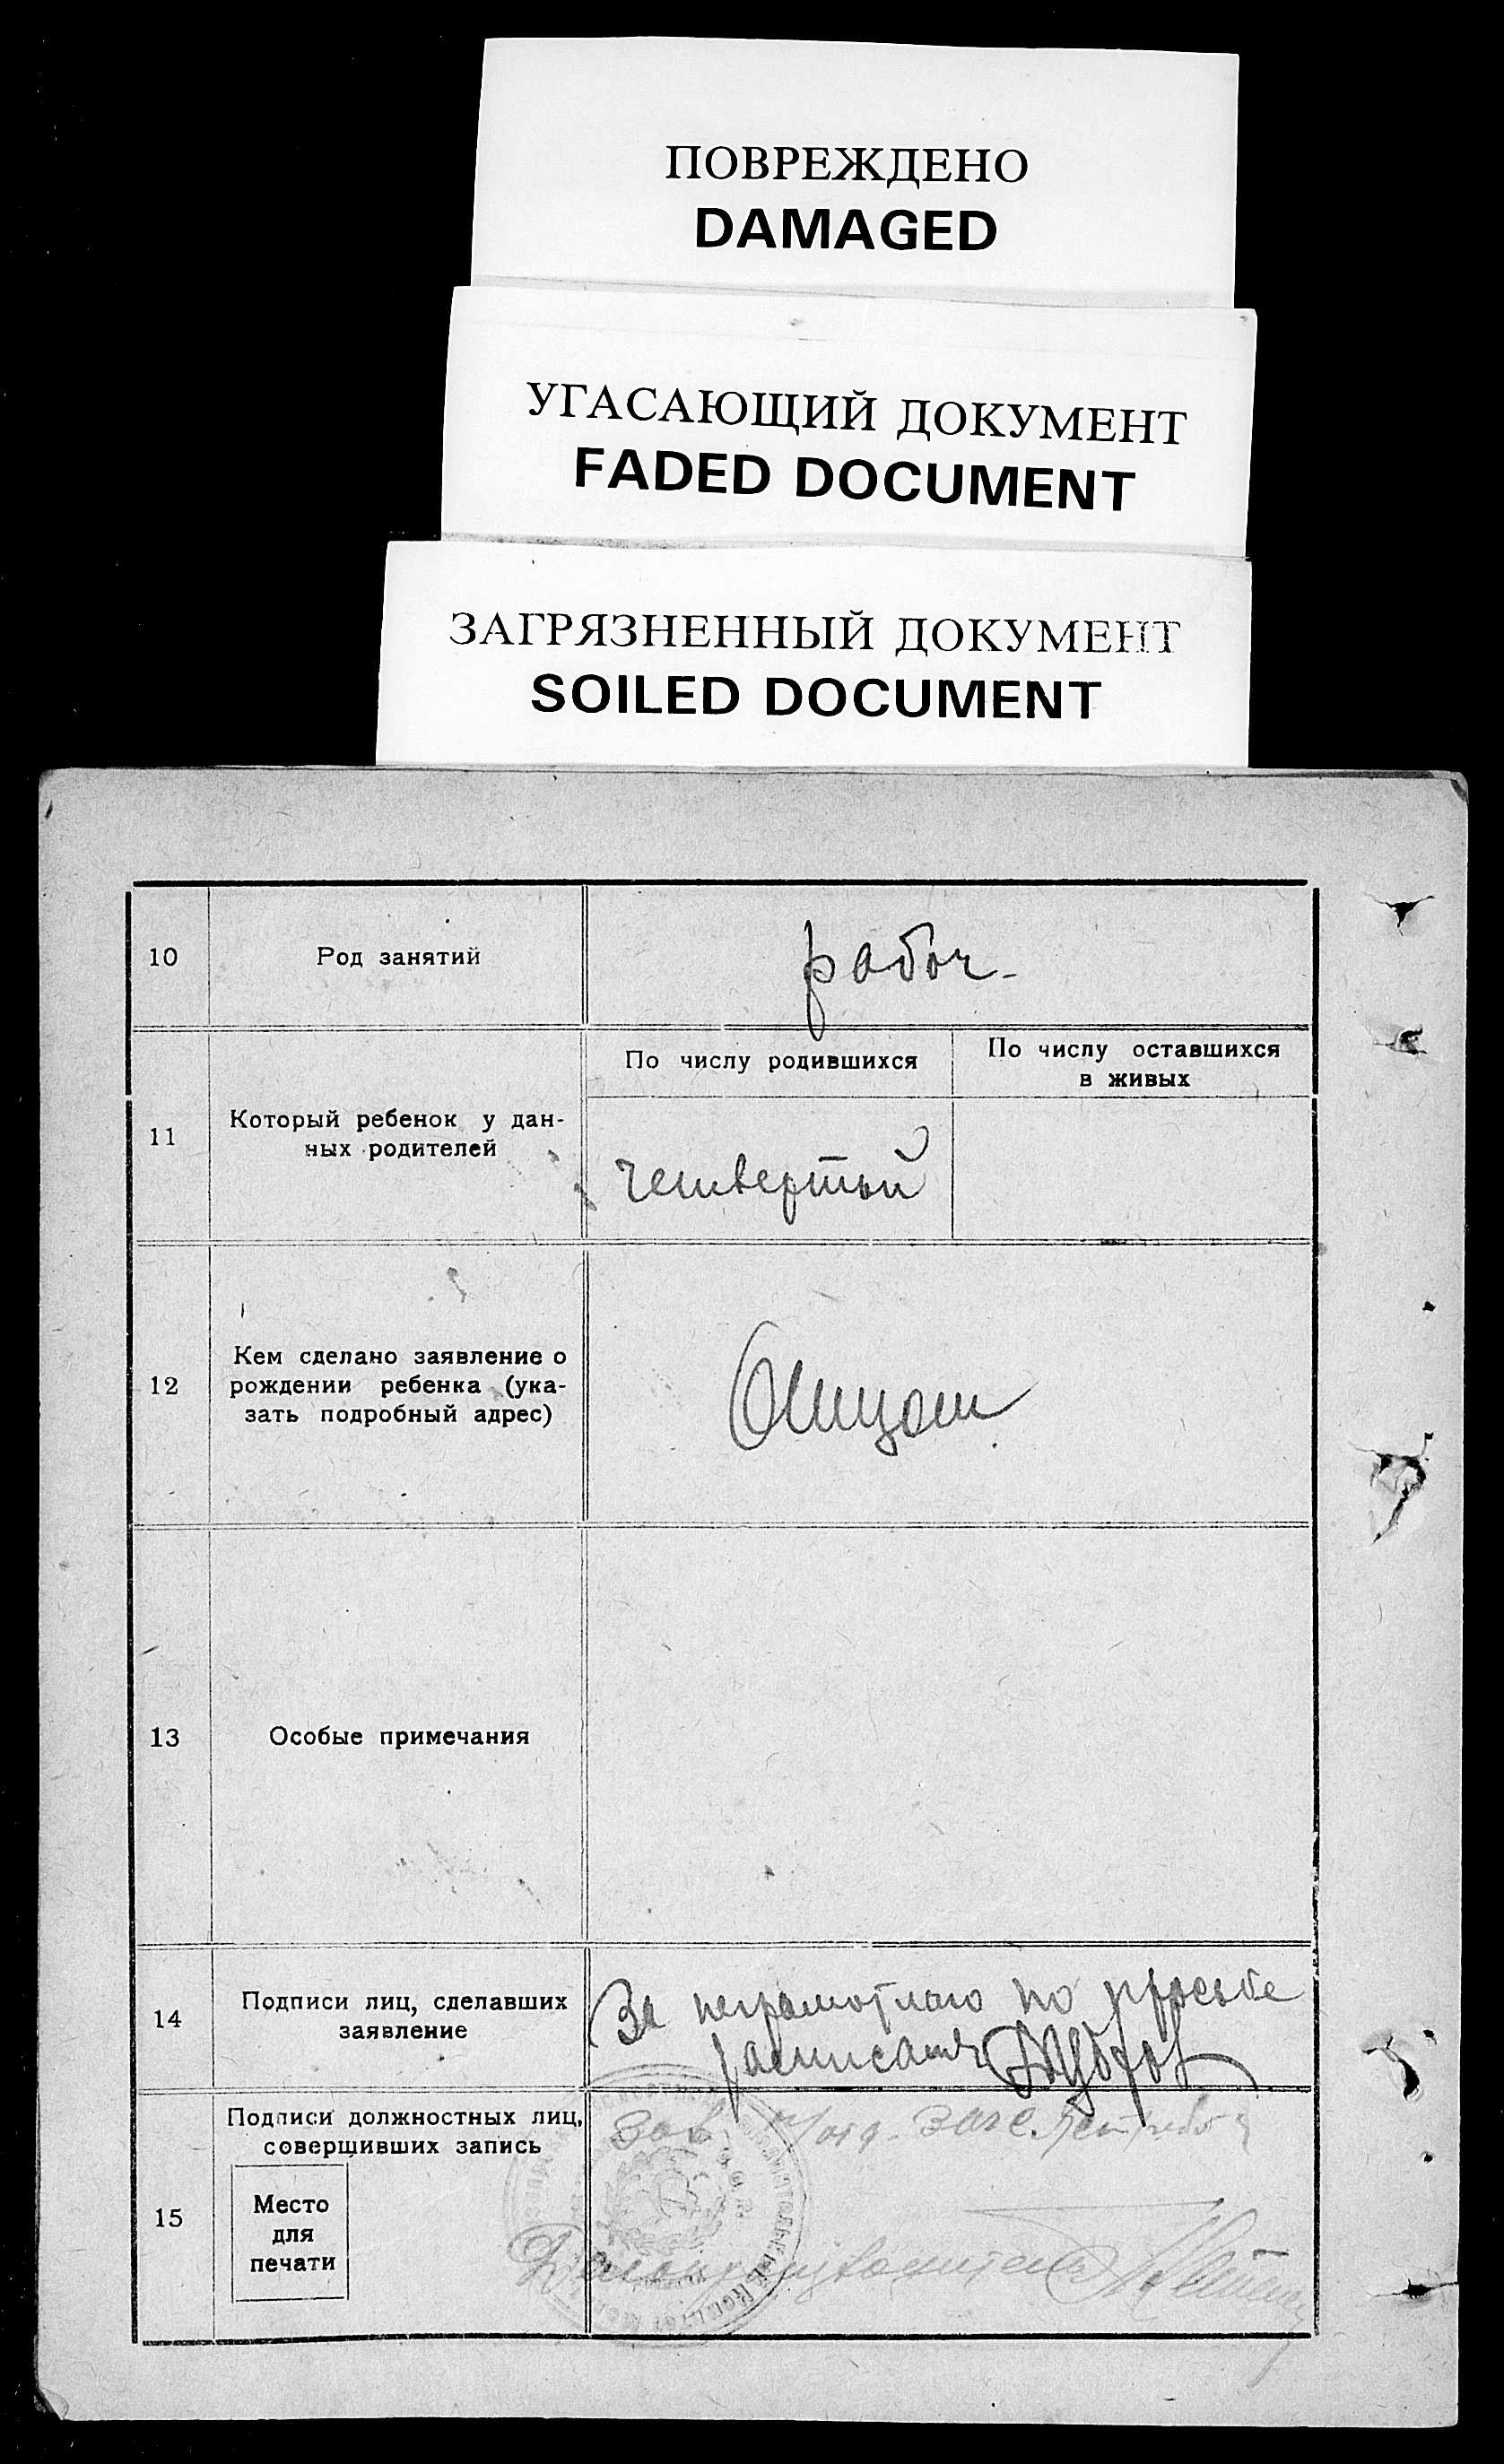 ПОВРЕЖДЕНО
DAMAGED
УГАСАЮЩИЙ ДОКУМЕНТ
FADED DOCUMENT
ЗАГРЯЗНЕННЫЙ ДОКУМЕНТ
SOILED DOCUMENT
10 Род занятий рабоч-
11 Который ребенок у дан-
ных родителей
По числу родившихся
четвертый
По числу оставшихся
в живых
12 Кем сделано заявление о
рождении ребенка (ука-
зать подробный адрес)
Отцом
13 Особые примечания
14 Подписи лиц, сделавших
заявление
За неграмотного по просьбе
расписался
15 Подписи должностных лиц,
совершивших запись
Место
для
печати
Зав. загс.
Делопроизводитель